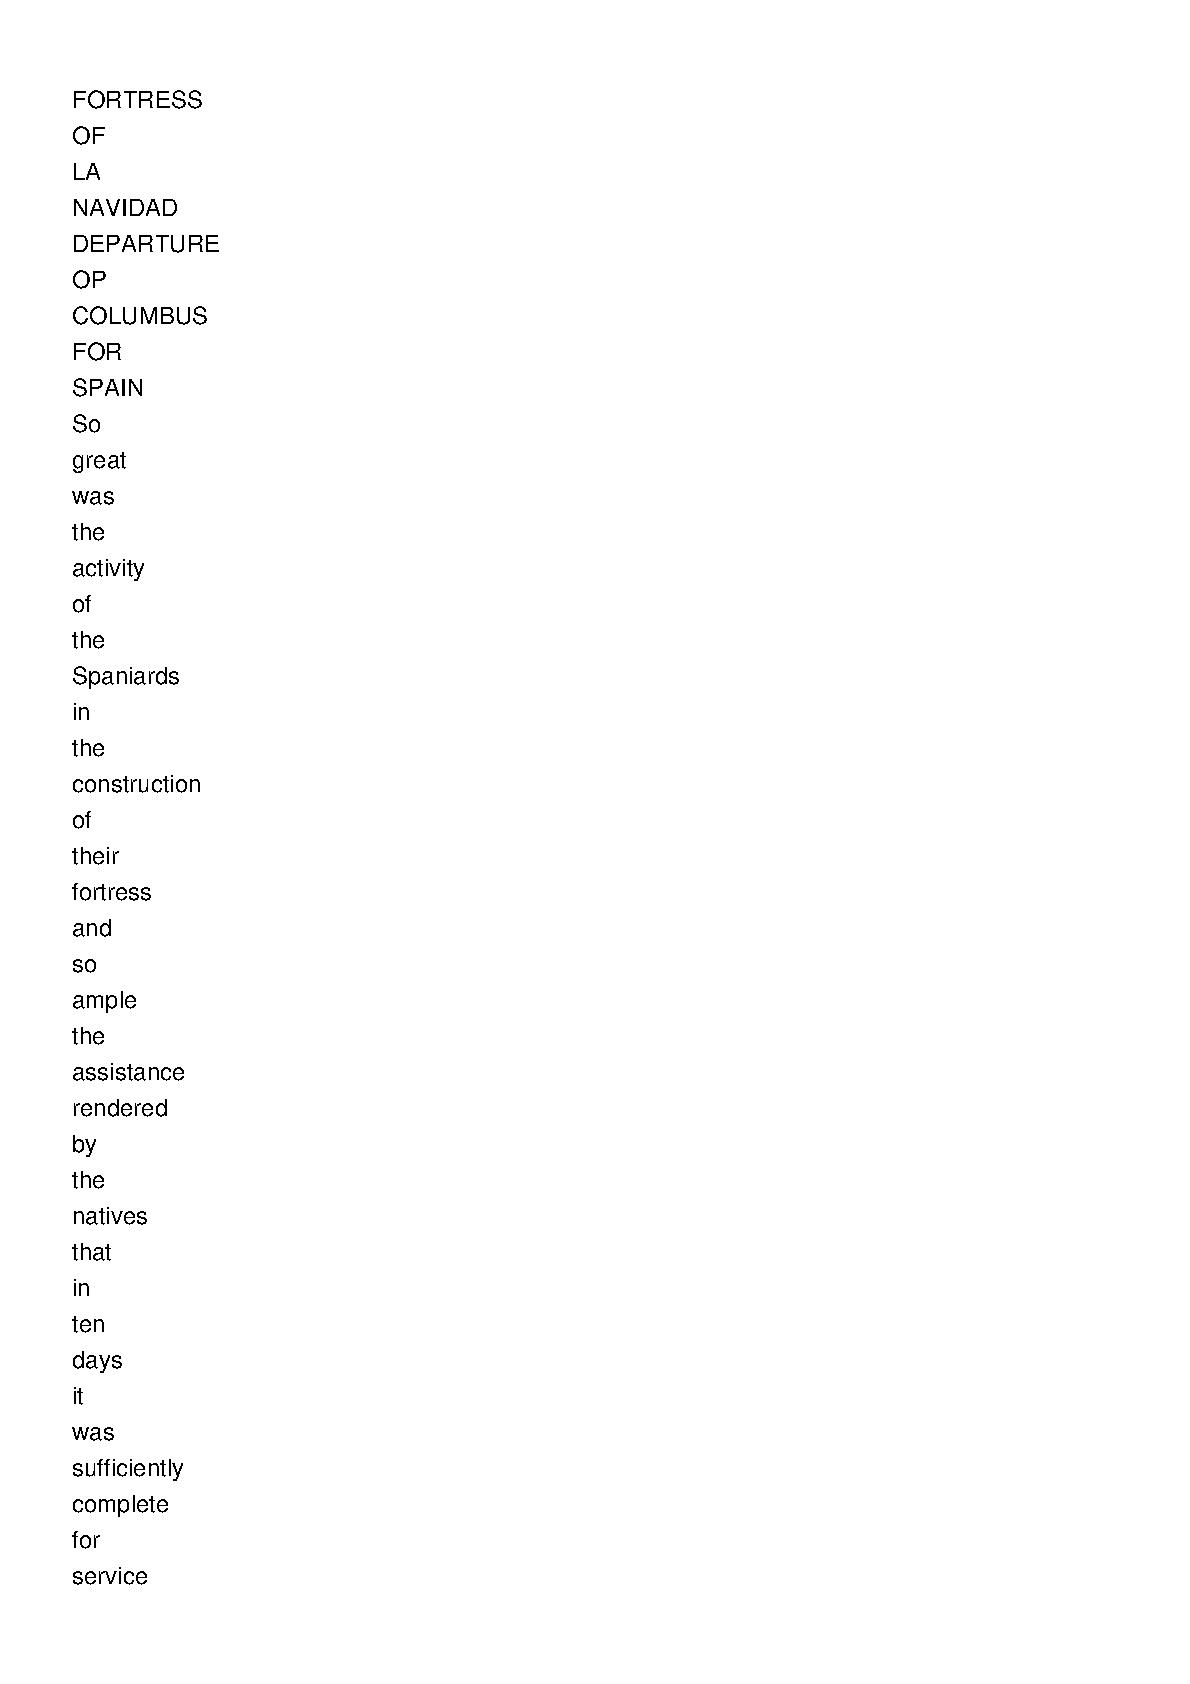 FORTRESS
OF
LA
NAVIDAD
DEPARTURE
OP
COLUMBUS
FOR
SPAIN
So
great
was
the
activity
of
the
Spaniards
in
the
construction
of
their
fortress
and
so
ample
the
assistance
rendered
by
the
natives
that
in
ten
days
it
was
sufficiently
complete
for
service